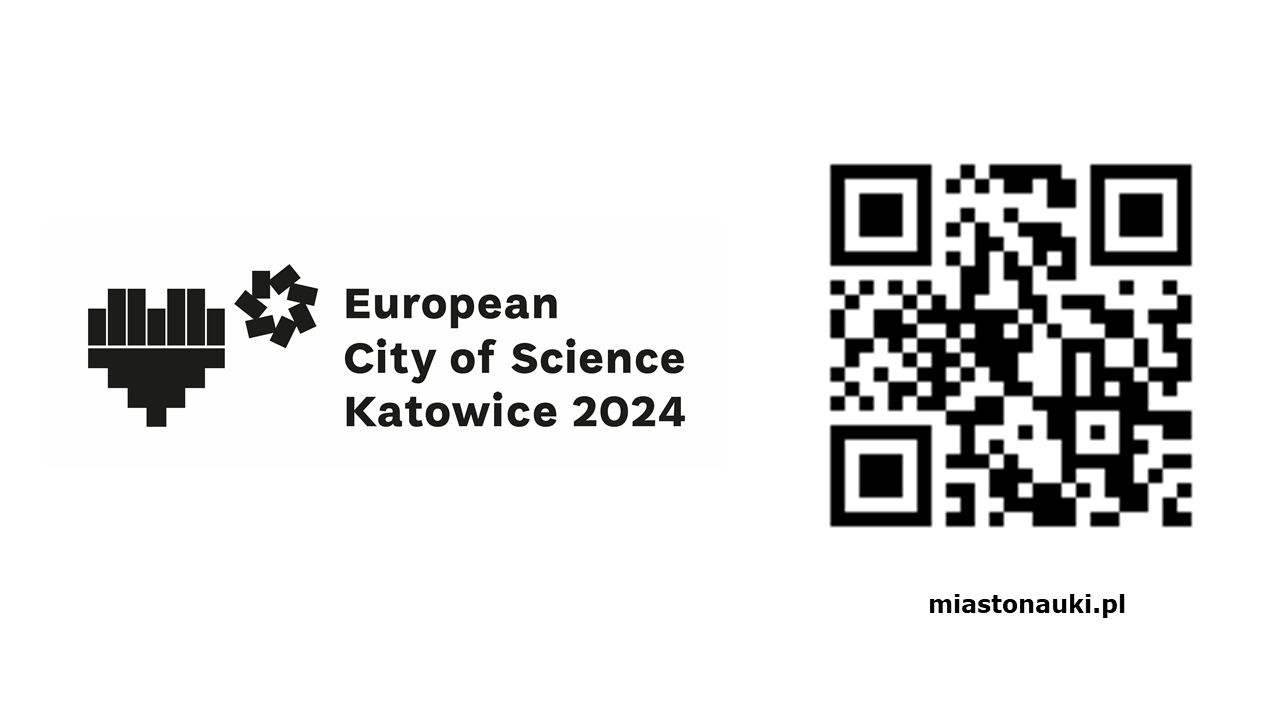 European
City of Science
Katowice 2024
miastonauki.pl